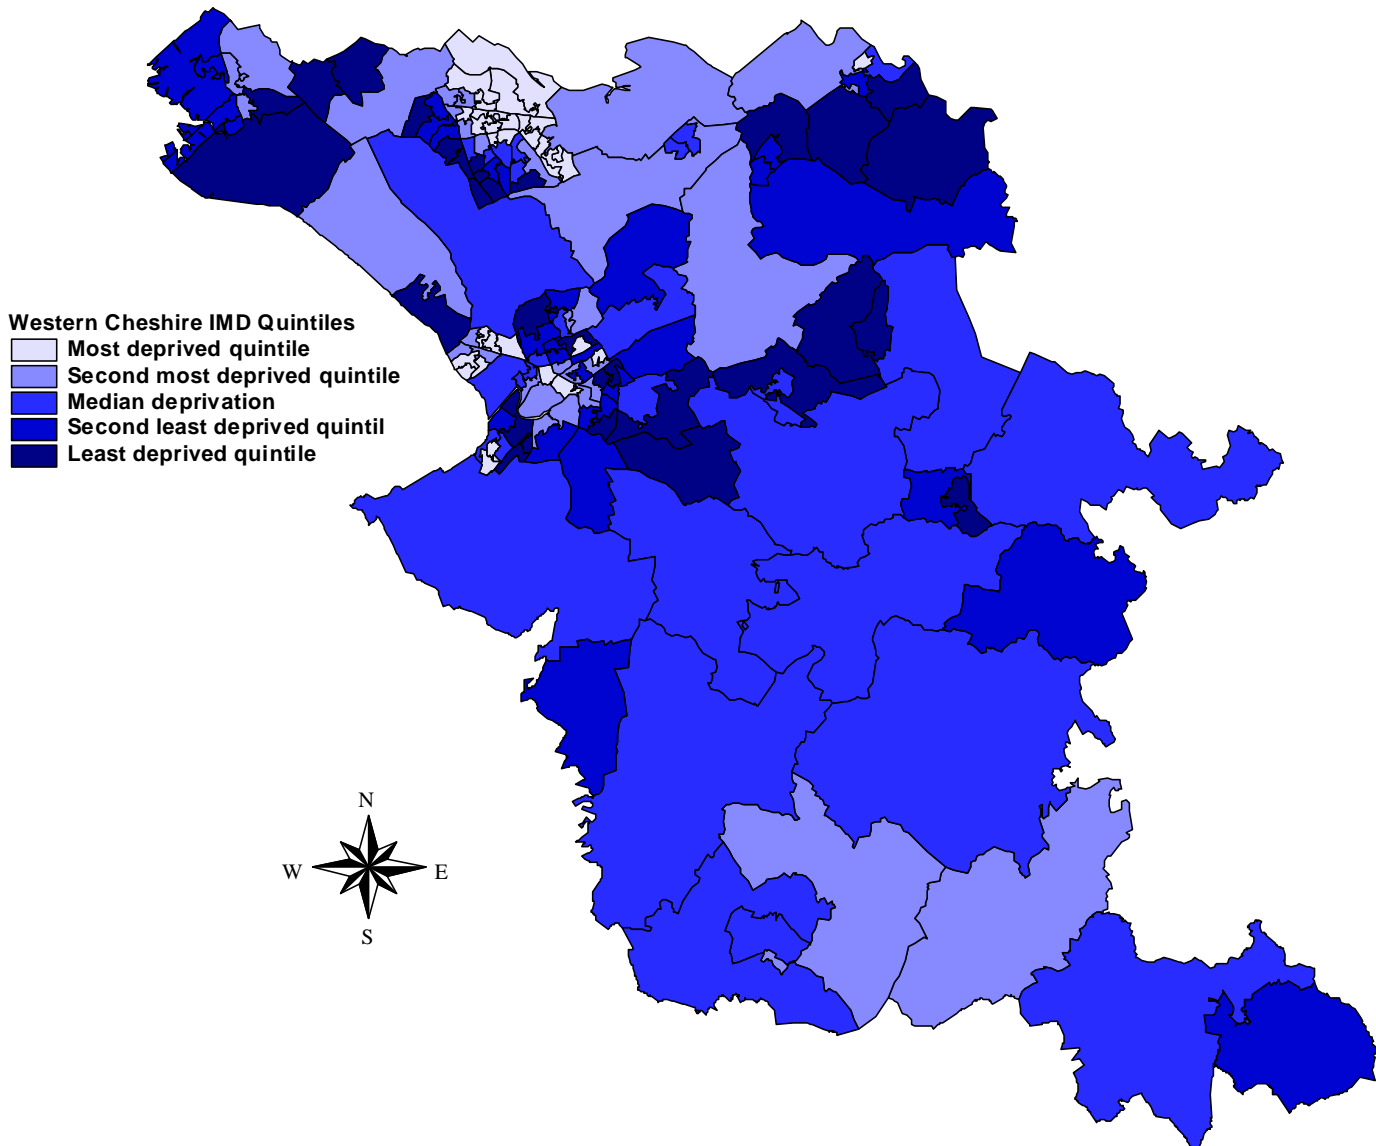 Western Cheshire IMD Quintiles
Most deprived quintile
Second most deprived quintile
Median deprivation
Second least deprived quintil
Least deprived quintile
N
W E
S